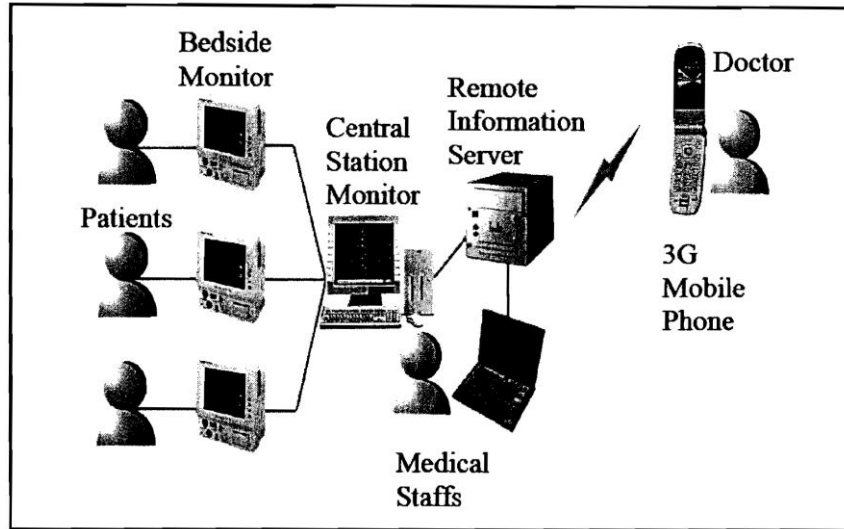 Bedside
Monitor
Patients
Central
Station
Monitor
Remote
Information
Server
Medical
Staffs
Doctor
3G
Mobile
Phone